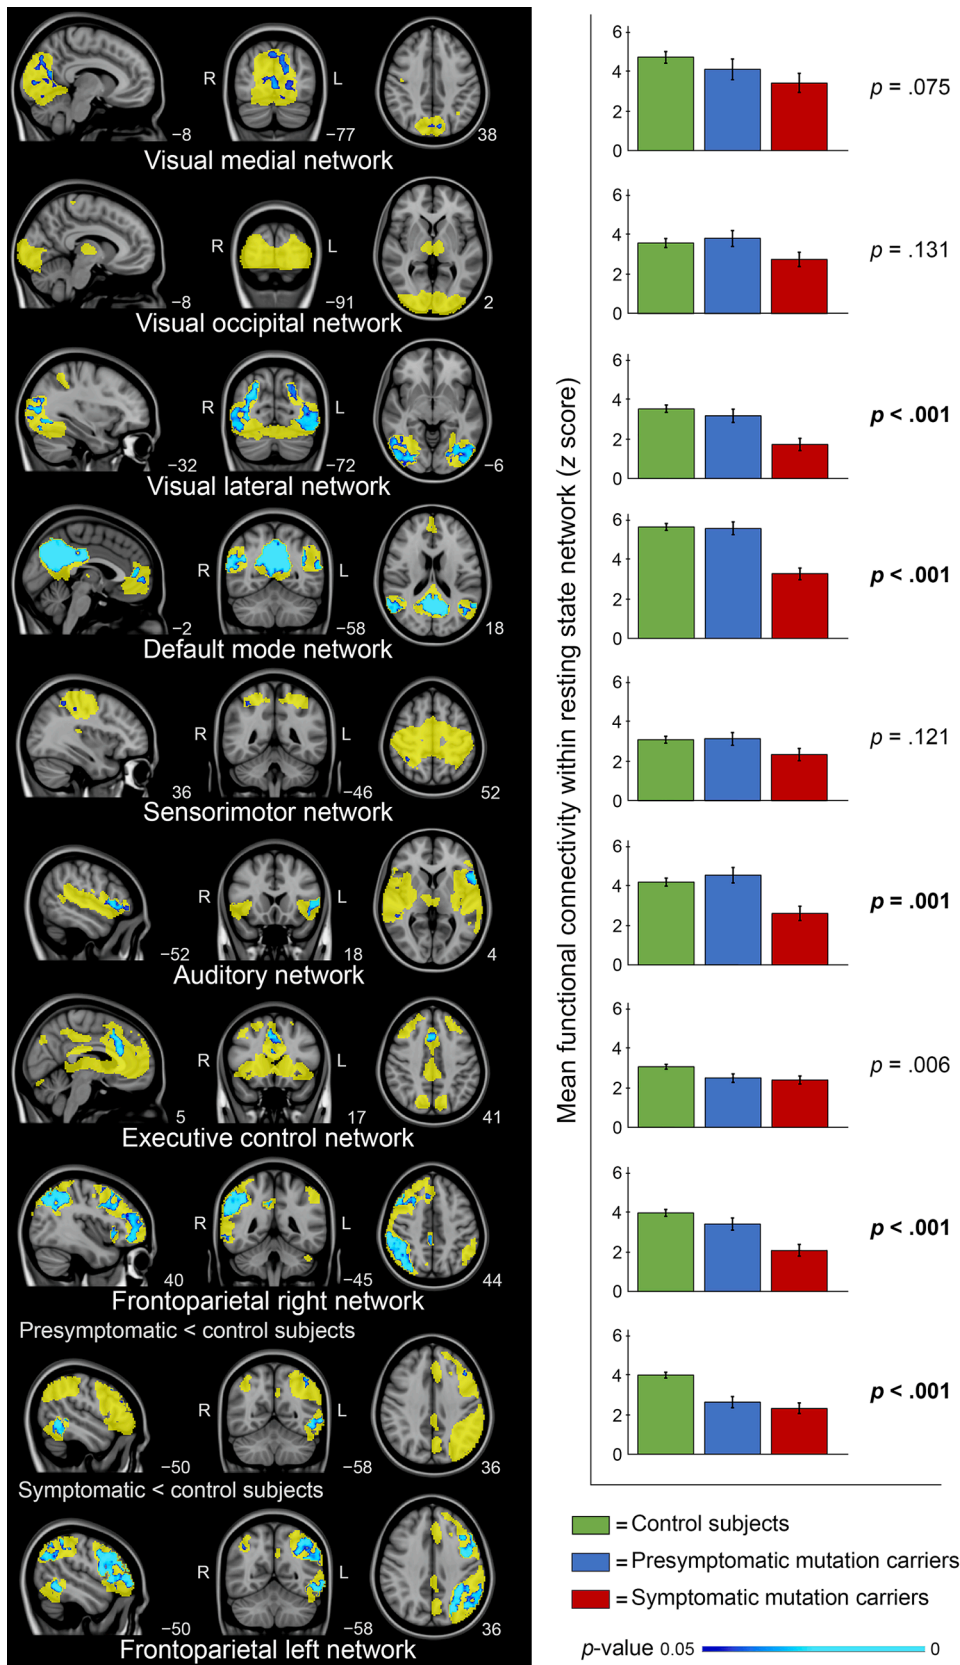 R L
−8 −77 38
Visual medial network
R L
−8 −91 2
Visual occipital network
R L
−32 −72 −6
Visual lateral network
R L
−2 −58 18
Default mode network
R L
36 −46 52
Sensorimotor network
R L
−52 18 4
Auditory network
R L
5 17 41
Executive control network
R L
40 −45 44
Frontoparietal right network
Presymptomatic < control subjects
R L
−50 −58 36
Symptomatic < control subjects
R L
−50 −58 36
Frontoparietal left network
Mean functional connectivity within resting state network (z score)
6
4
2
0
p = .075
6
4
2
0
p = .131
6
4
2
0
p < .001
6
4
2
0
p < .001
6
4
2
0
p = .121
6
4
2
0
p = .001
6
4
2
0
p = .006
6
4
2
0
p < .001
6
4
2
0
p < .001
= Control subjects
= Presymptomatic mutation carriers
= Symptomatic mutation carriers
p-value 0.05 0